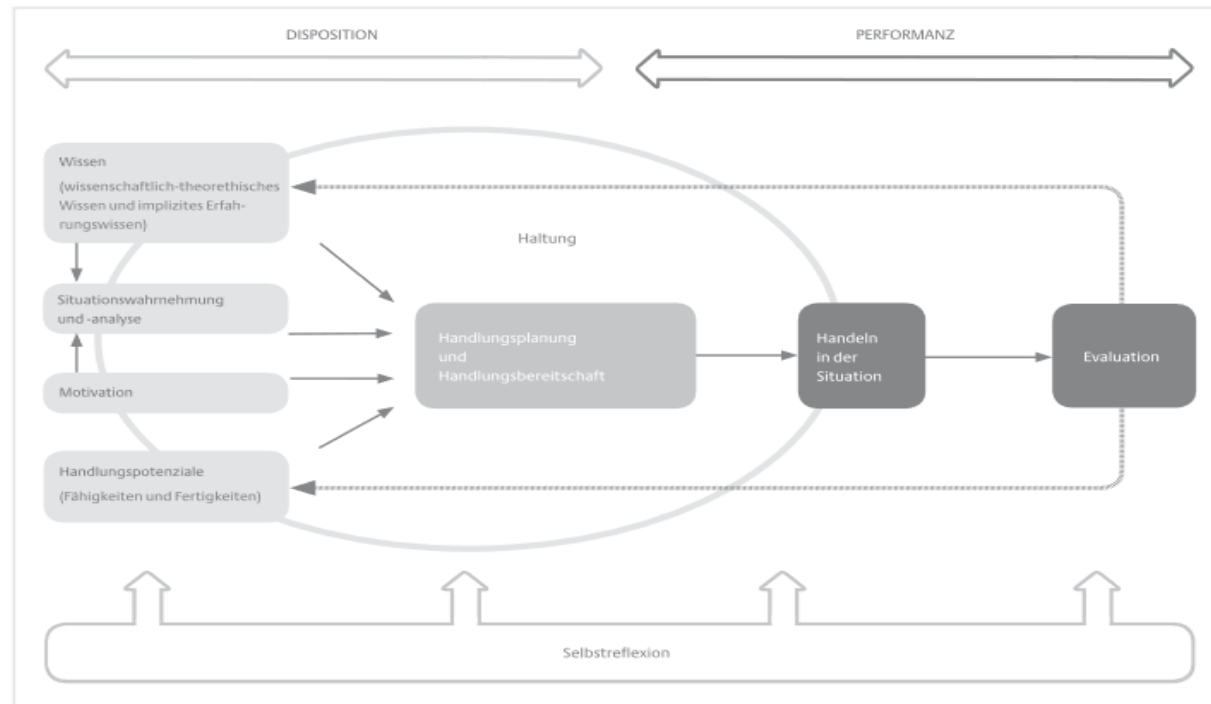 DISPOSITION
PERFORMANZ
Wissen
(wissenschaftlich-theorethisches
Wissen und implizites Erfah-
rungswissen)
Haltung
Situationswahrnehmung
und -analyse
Motivation
Handlungspotenziale
(Fähigkeiten und Fertigkeiten)
Handlungsplanung
und
Handlungsbereitschaft
Handeln
in der
Situation
Evaluation
Selbstreflexion